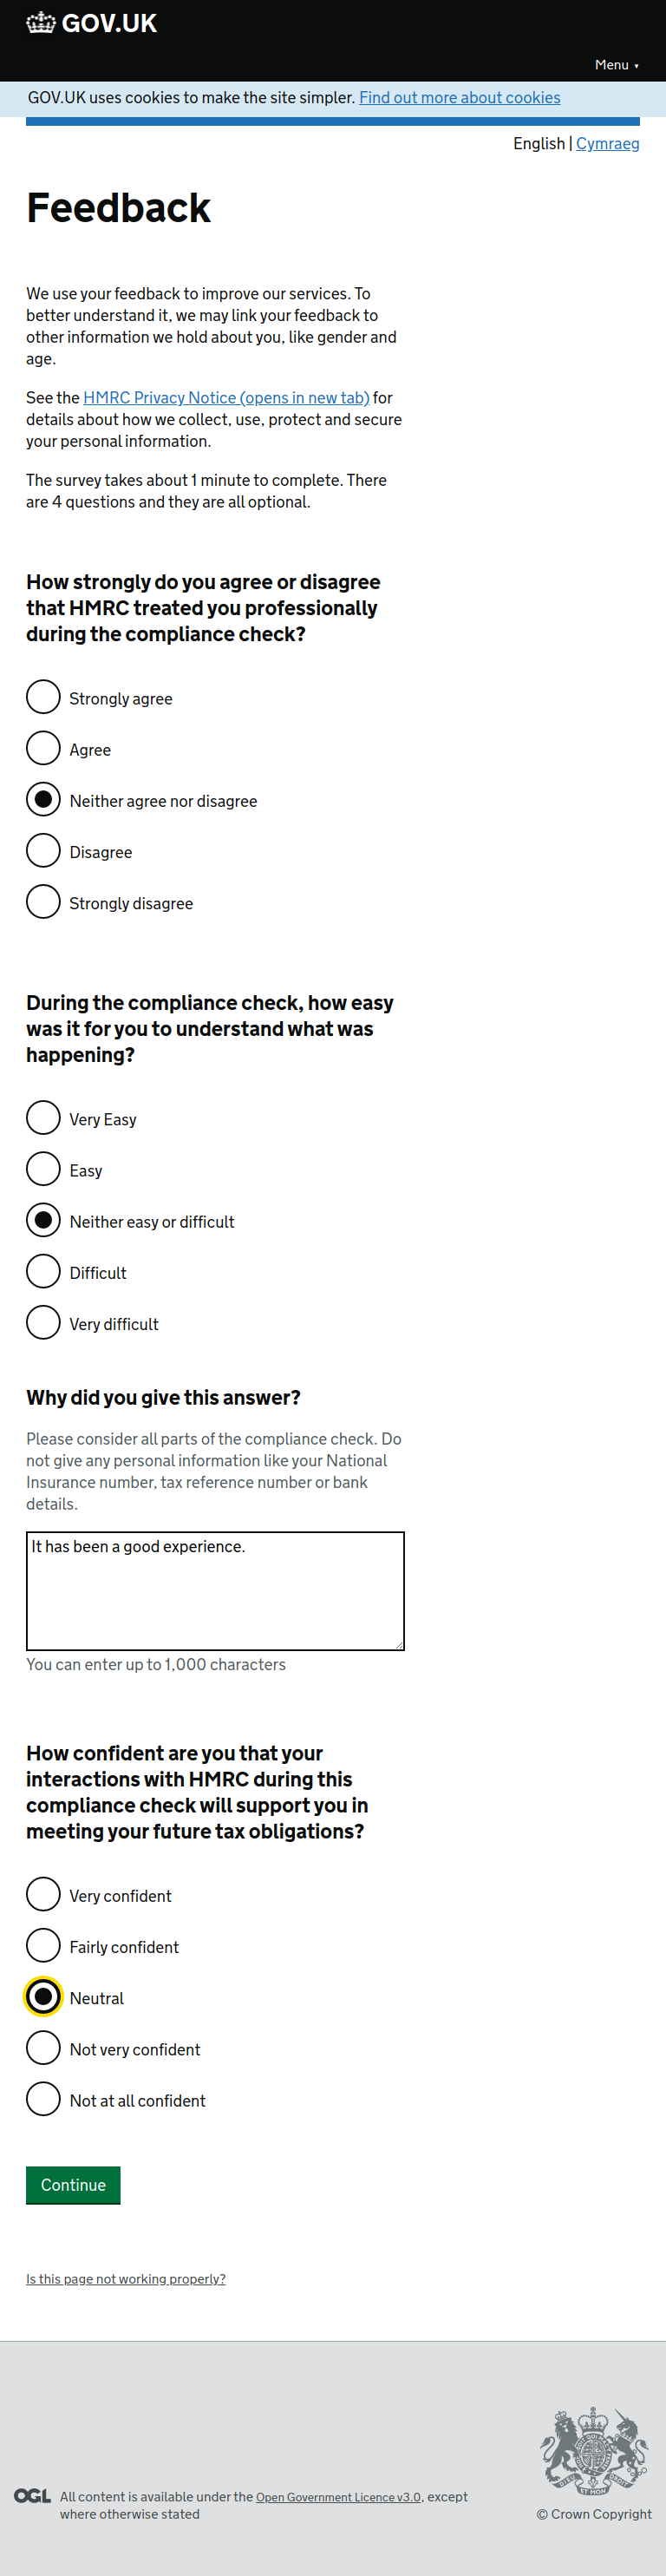 GOV.UK
Menu ▼
GOV.UK uses cookies to make the site simpler. Find out more about cookies
English | Cymraeg
Feedback
We use your feedback to improve our services. To
better understand it, we may link your feedback to
other information we hold about you, like gender and
age.
See the HMRC Privacy Notice (opens in new tab) for
details about how we collect, use, protect and secure
your personal information.
The survey takes about 1 minute to complete. There
are 4 questions and they are all optional.
How strongly do you agree or disagree
that HMRC treated you professionally
during the compliance check?
Strongly agree
Agree
Neither agree nor disagree
Disagree
Strongly disagree
During the compliance check, how easy
was it for you to understand what was
happening?
Very Easy
Easy
Neither easy or difficult
Difficult
Very difficult
Why did you give this answer?
Please consider all parts of the compliance check. Do
not give any personal information like your National
Insurance number, tax reference number or bank
details.
It has been a good experience.
You can enter up to 1,000 characters
How confident are you that your
interactions with HMRC during this
compliance check will support you in
meeting your future tax obligations?
Very confident
Fairly confident
Neutral
Not very confident
Not at all confident
Continue
Is this page not working properly?
OGL All content is available under the Open Government Licence v3.0, except
where otherwise stated
© Crown Copyright